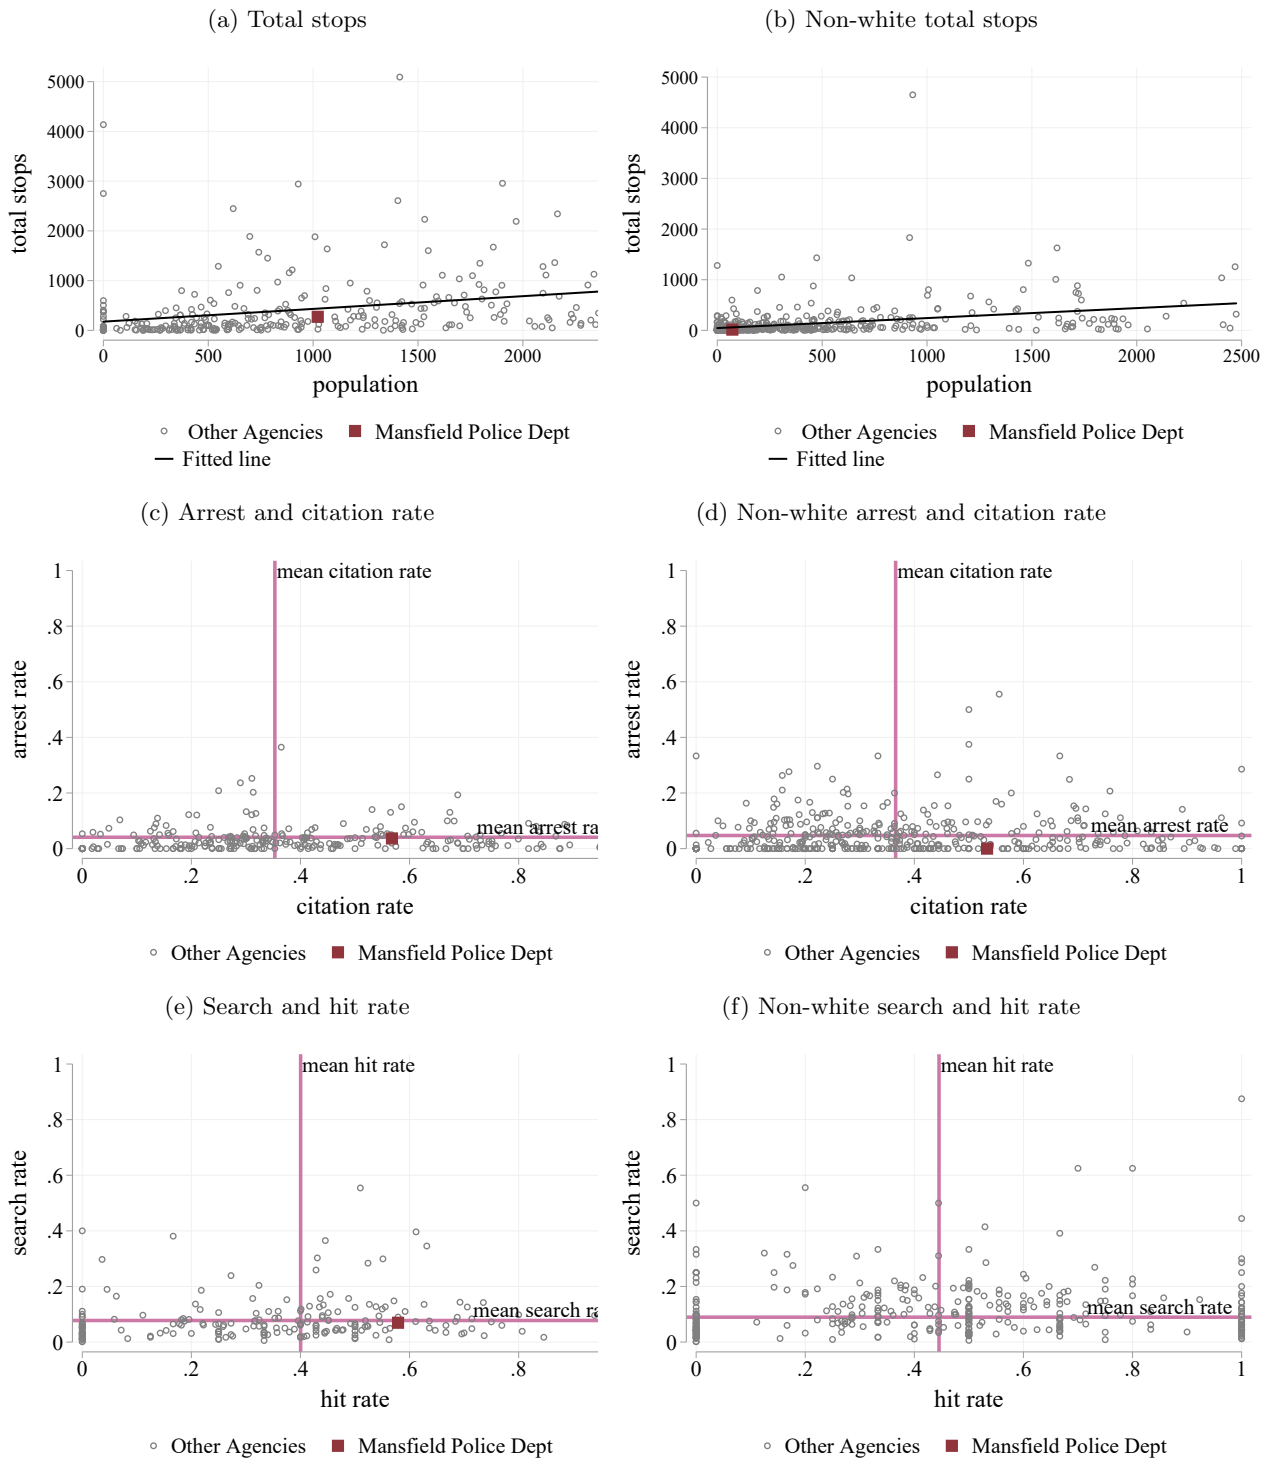 (a) Total stops
(b) Non-white total stops
total stops
5000
4000
3000
2000
1000
0
0 500 1000 1500 2000
population
Other Agencies Mansfield Police Dept
Fitted line
total stops
5000
4000
3000
2000
1000
0
0 500 1000 1500 2000 2500
population
Other Agencies Mansfield Police Dept
Fitted line
(c) Arrest and citation rate
(d) Non-white arrest and citation rate
arrest rate
1
.8
.6
.4
.2
0
mean citation rate
mean arrest ra
0 .2 .4 .6 .8
citation rate
Other Agencies Mansfield Police Dept
arrest rate
1
.8
.6
.4
.2
0
mean citation rate
mean arrest rate
0 .2 .4 .6 .8 1
citation rate
Other Agencies Mansfield Police Dept
(e) Search and hit rate
(f) Non-white search and hit rate
search rate
1
.8
.6
.4
.2
0
mean hit rate
mean search ra
0 .2 .4 .6 .8
hit rate
Other Agencies Mansfield Police Dept
search rate
1
.8
.6
.4
.2
0
mean hit rate
mean search rate
0 .2 .4 .6 .8 1
hit rate
Other Agencies Mansfield Police Dept